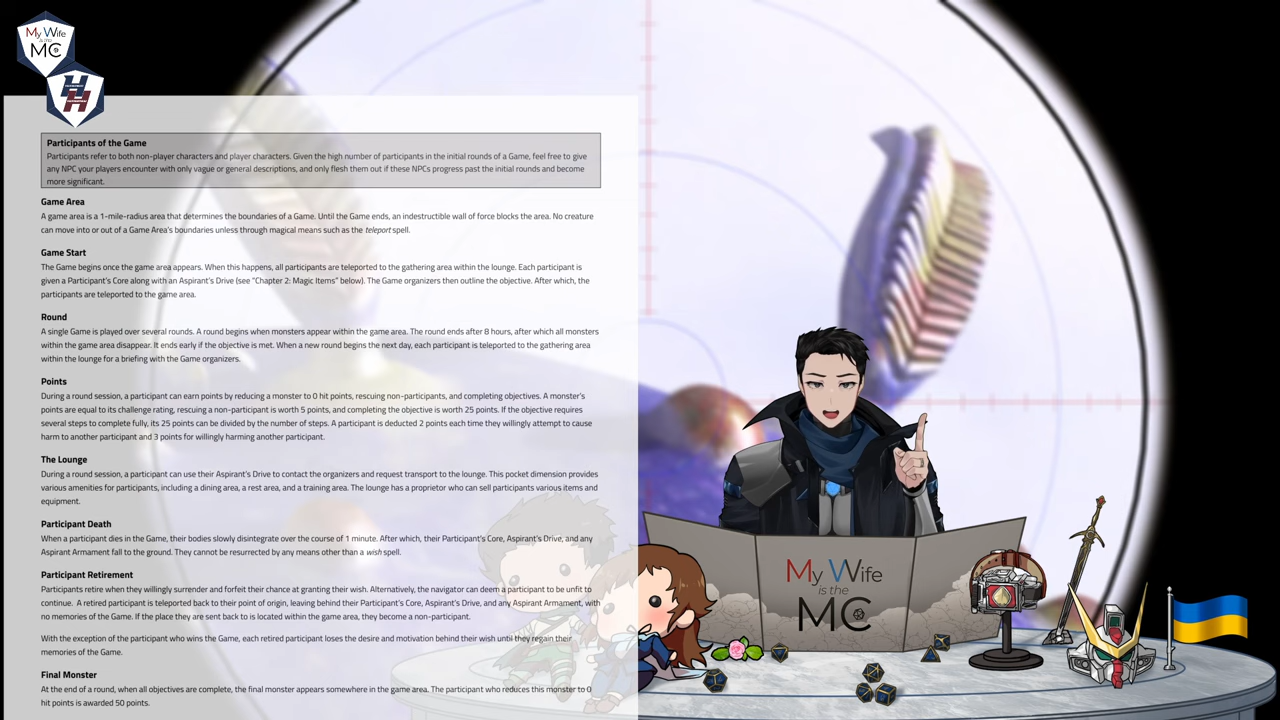 My Wife
is the
MC
Participants of the Game
Participants refer to both non-player characters and player characters. Given the high number of participants in the initial rounds of a Game, feel free to give
any NPC your players encounter with only vague or general descriptions, and only flesh them out if these NPCs progress past the initial rounds and become
more significant.
Game Area
A game area is a 1-mile-radius area that determines the boundaries of a Game. Until the Game ends, an indestructible wall of force blocks the area. No creature
can move into or out of a Game Area's boundaries unless through magical means such as the teleport spell.
Game Start
The Game begins once the game area appears. When this happens, all participants are teleported to the gathering area within the lounge. Each participant is
given a Participant's Core along with an Aspirant's Drive (see "Chapter 2: Magic Items" below). The Game organizers then outline the objective. After which, the
participants are teleported to the game area.
Round
A single Game is played over several rounds. A round begins when monsters appear within the game area. The round ends after 8 hours, after which all monsters
within the game area disappear. It ends early if the objective is met. When a new round begins the next day, each participant is teleported to the gathering area
within the lounge for a briefing with the Game organizers.
Points
During a round session, a participant can earn points by reducing a monster to 0 hit points, rescuing non-participants, and completing objectives. A monster's
points are equal to its challenge rating, rescuing a non-participant is worth 5 points, and completing the objective is worth 25 points. If the objective requires
several steps to complete fully, its 25 points can be divided by the number of steps. A participant is deducted 2 points each time they willingly attempt to cause
harm to another participant and 3 points for willingly harming another participant.
The Lounge
During a round session, a participant can use their Aspirant's Drive to contact the organizers and request transport to the lounge. This pocket dimension provides
various amenities for participants, including a dining area, a rest area, and a training area. The lounge has a proprietor who can sell participants various items and
equipment.
Participant Death
When a participant dies in the Game, their bodies slowly disintegrate over the course of 1 minute. After which, their Participant's Core, Aspirant's Drive, and any
Aspirant Armament fall to the ground. They cannot be resurrected by any means other than a wish spell.
Participant Retirement
Participants retire when they willingly surrender and forfeit their chance at granting their wish. Alternatively, the navigator can deem a participant to be unfit to
continue. A retired participant is teleported back to their point of origin, leaving behind their Participant's Core, Aspirant's Drive, and any Aspirant Armament, with
no memories of the Game. If the place they are sent back to is located within the game area, they become a non-participant.
With the exception of the participant who wins the Game, each retired participant loses the desire and motivation behind their wish until they regain their
memories of the Game.
Final Monster
At the end of a round, when all objectives are complete, the final monster appears somewhere in the game area. The participant who reduces this monster to 0
hit points is awarded 50 points.
My Wife
is the
MC